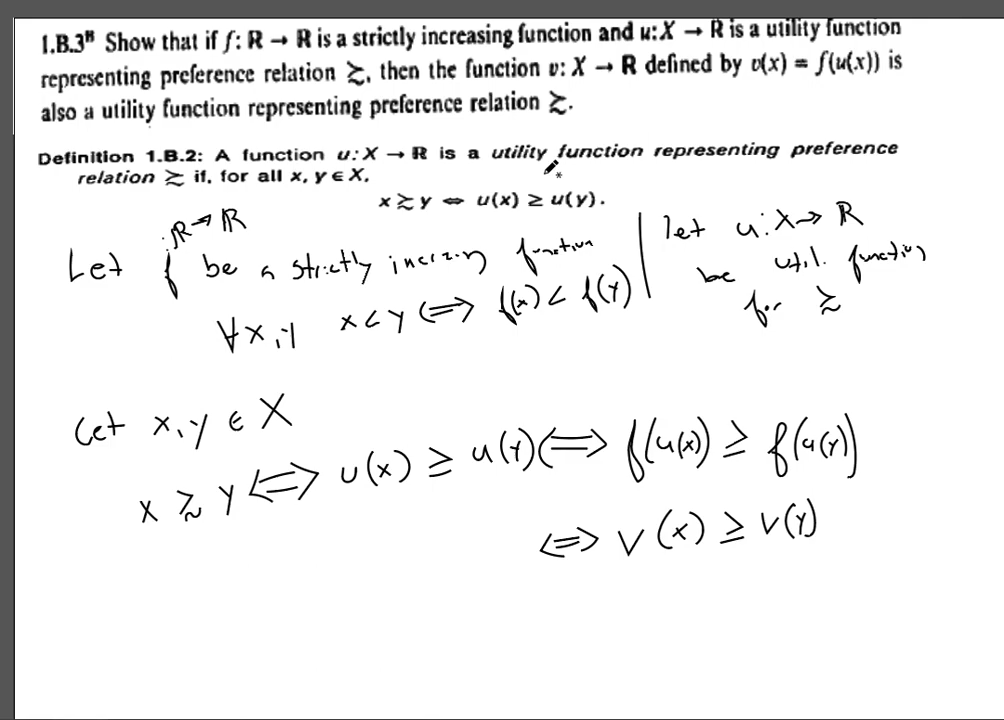 1.B.3ᴮ Show that if f: R → R is a strictly increasing function and u: X → R is a utility function
representing preference relation ≿, then the function v: X → R defined by v(x) = f(u(x)) is
also a utility function representing preference relation ≿.
Definition 1.B.2: A function u: X → R is a utility function representing preference
relation ≿ if, for all x, y ∈ X,
x ≿ y ⇔ u(x) ≥ u(y).
Let f : ℝ → ℝ be a strictly increasing function
∀x,y x < y ⟺ f(x) < f(y)
let u: X → ℝ
be util. function
for ≿
Let x,y ∈ X
x ≿ y ⟺ u(x) ≥ u(y) ⟺ f(u(x)) ≥ f(u(y))
⟺ v(x) ≥ v(y)